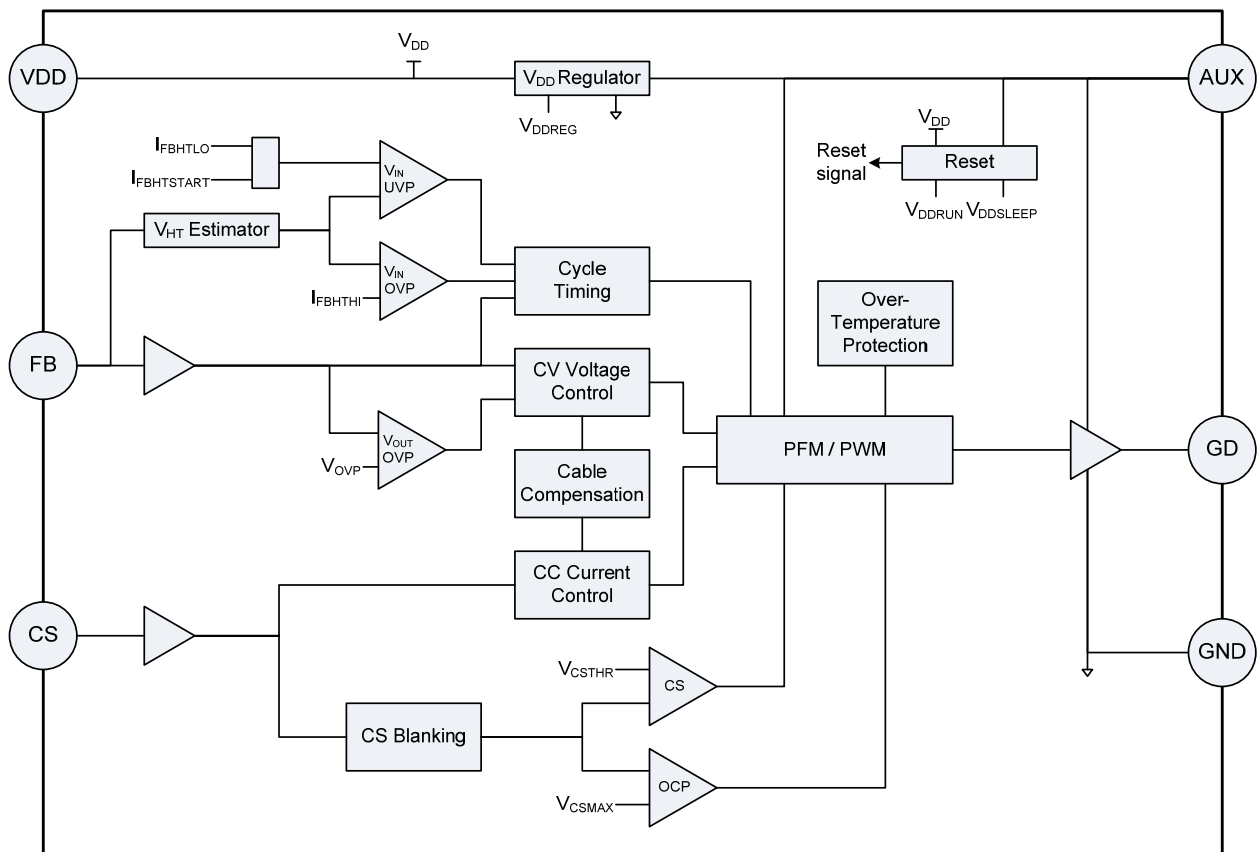 VDD
VDD
VDD Regulator
VDDREG
AUX
VDD
Reset signal
Reset
VDDRUN
VDDSLEEP
IFBHTLO
IFBHTSTART
VIN
UVP
VHT Estimator
VIN
OVP
IFBHTHI
Cycle
Timing
Over-
Temperature
Protection
FB
CV Voltage
Control
VOUT
OVP
VOVP
Cable
Compensation
PFM / PWM
GD
CC Current
Control
CS
GND
VCSTHR
CS
CS Blanking
OCP
VCSMAX